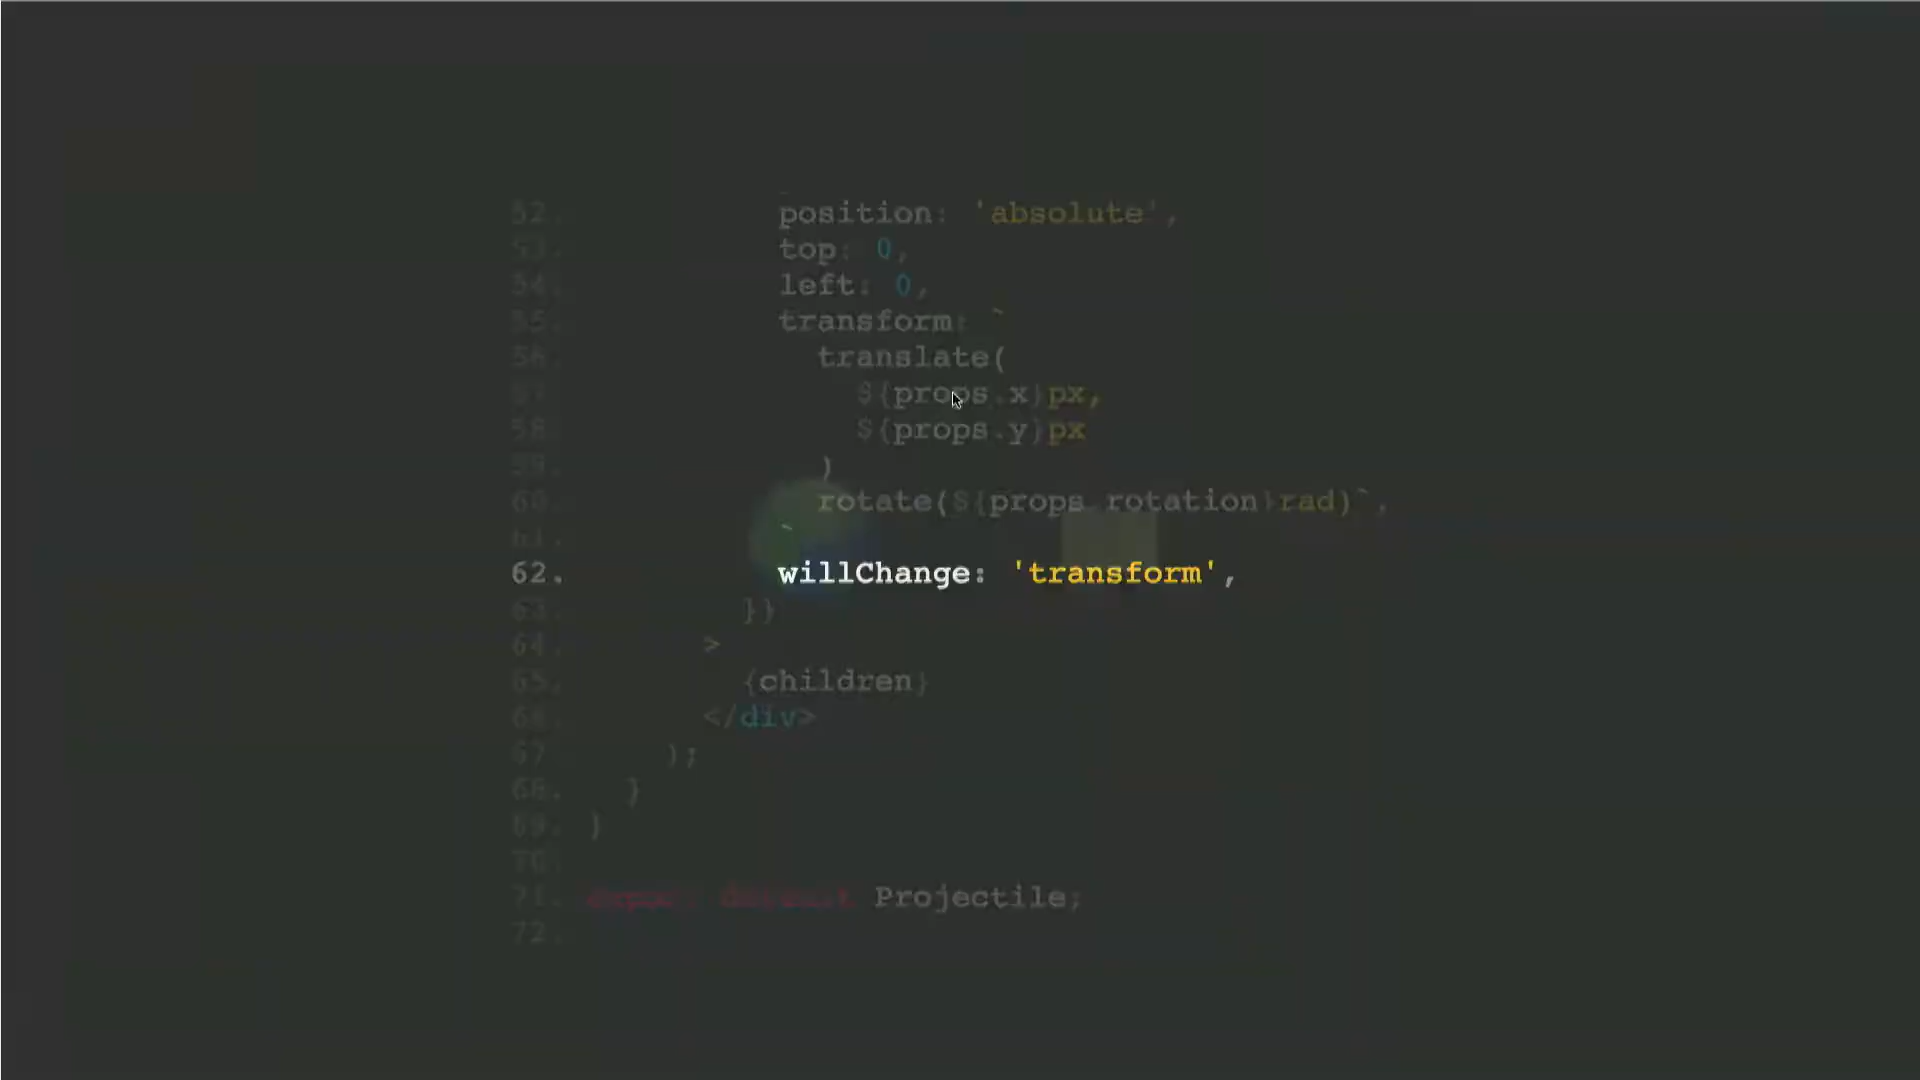 52. position: 'absolute',
53. top: 0,
54. left: 0,
55. transform: `
56. translate(
57. ${props.x}px,
58. ${props.y}px
59. )
60. rotate(${props.rotation}rad)`,
61. `
62. willChange: 'transform',
63. }}
64. >
65. {children}
66. </div>
67. );
68. }
69. }
70.
71. export default Projectile;
72.